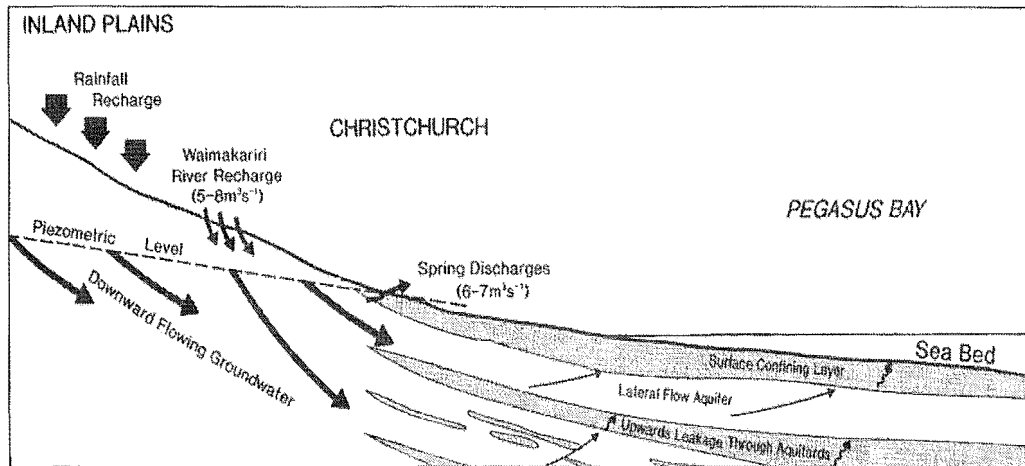 INLAND PLAINS
Rainfall
Recharge
CHRISTCHURCH
Waimakariri
River Recharge
(5-8m³s⁻¹)
PEGASUS BAY
Piezometric Level
Spring Discharges
(6-7m³s⁻¹)
Downward Flowing Groundwater
Sea Bed
Surface Confining Layer
Lateral Flow Aquifer
Upwards Leakage Through Aquitards